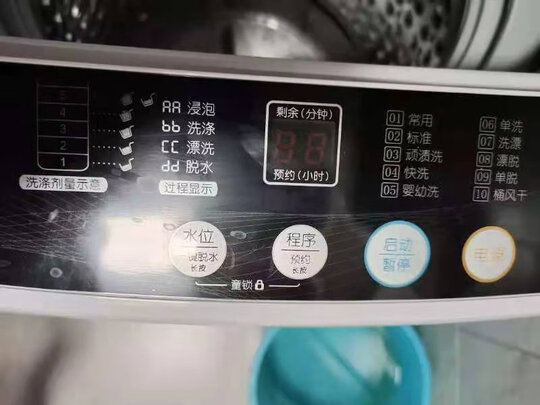 5
4
3
2
1
洗涤剂量示意
AA 浸泡
bb 洗涤
CC 漂洗
dd 脱水
过程显示
剩余(分钟)
88
预约(小时)
01 常用
02 标准
03 顽渍洗
04 快洗
05 婴幼洗
06 单洗
07 洗漂
08 漂脱
09 单脱
10 桶风干
水位
微脱水
长按
程序
预约
长按
启动
暂停
电源
童锁